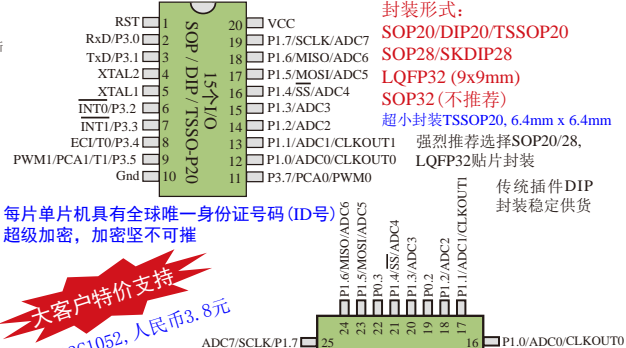 RST 1
RxD/P3.0 2
TxD/P3.1 3
XTAL2 4
XTAL1 5
INT0/P3.2 6
INT1/P3.3 7
ECI/T0/P3.4 8
PWM1/PCA1/T1/P3.5 9
Gnd 10
SOP / DIP / TSSO-P20
15个I/O
20 VCC
19 P1.7/SCLK/ADC7
18 P1.6/MISO/ADC6
17 P1.5/MOSI/ADC5
16 P1.4/SS/ADC4
15 P1.3/ADC3
14 P1.2/ADC2
13 P1.1/ADC1/CLKOUT1
12 P1.0/ADC0/CLKOUT0
11 P3.7/PCA0/PWM0
封装形式:
SOP20/DIP20/TSSOP20
SOP28/SKDIP28
LQFP32 (9x9mm)
SOP32(不推荐)
超小封装TSSOP20, 6.4mm x 6.4mm
强烈推荐选择SOP20/28,
LQFP32贴片封装
传统插件DIP
封装稳定供货
每片单片机具有全球唯一身份证号码(ID号)
超级加密, 加密坚不可摧
大客户特价支持
1052, 人民币3.8元
24 P1.6/MISO/ADC6
23 P1.5/MOSI/ADC5
22 P0.3
21 P1.4/SS/ADC4
20 P1.3/ADC3
19 P0.2
18 P1.2/ADC2
17 P1.1/ADC1/CLKOUT1
ADC7/SCLK/P1.7 25
16 P1.0/ADC0/CLKOUT0